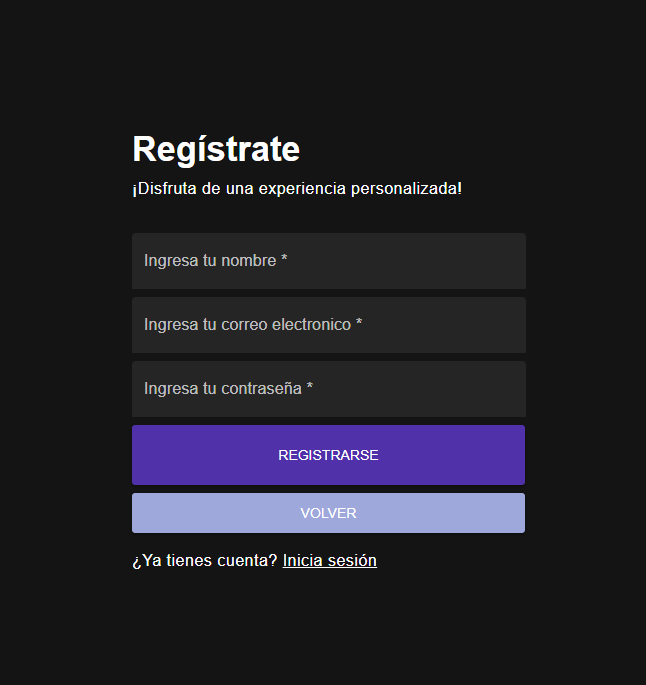 Regístrate
¡Disfruta de una experiencia personalizada!
Ingresa tu nombre *
Ingresa tu correo electronico *
Ingresa tu contraseña *
REGISTRARSE
VOLVER
¿Ya tienes cuenta? Inicia sesión